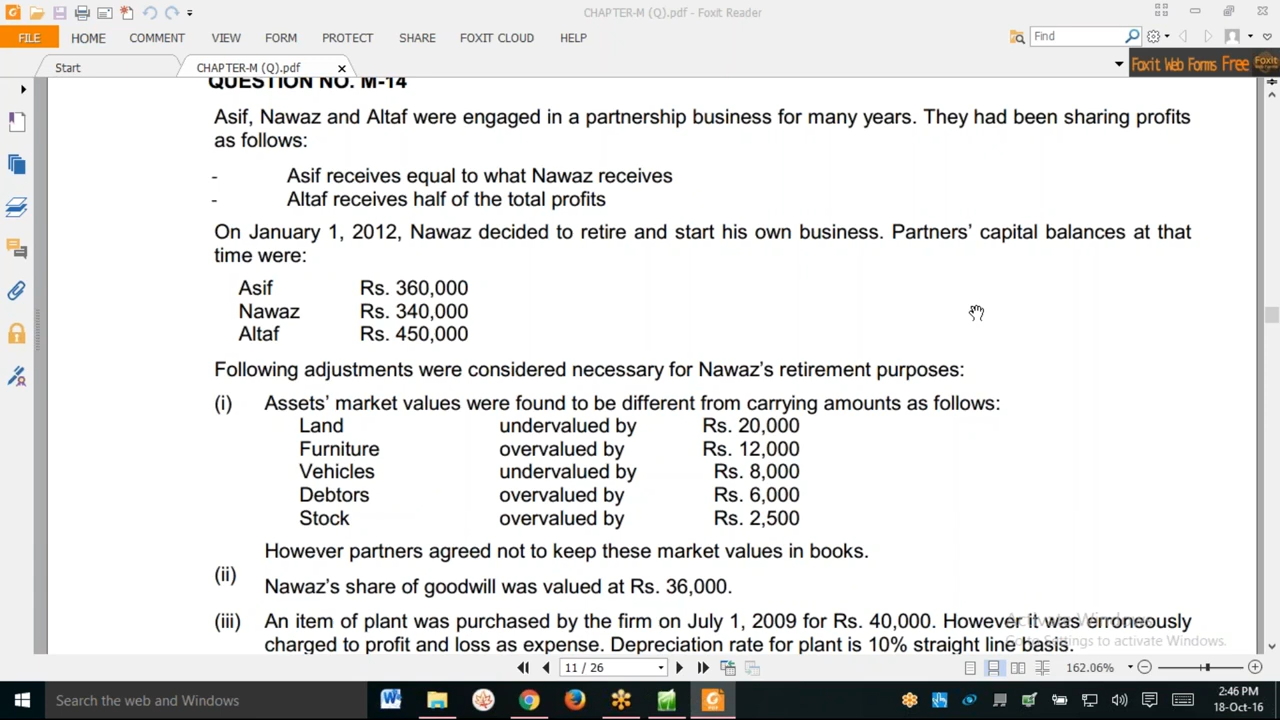 CHAPTER-M (Q).pdf - Foxit Reader
FILE HOME COMMENT VIEW FORM PROTECT SHARE FOXIT CLOUD HELP Find
Start CHAPTER-M (Q).pdf Foxit Web Forms Free
QUESTION NO. M-14
Asif, Nawaz and Altaf were engaged in a partnership business for many years. They had been sharing profits
as follows:
- Asif receives equal to what Nawaz receives
- Altaf receives half of the total profits
On January 1, 2012, Nawaz decided to retire and start his own business. Partners' capital balances at that
time were:
Asif Rs. 360,000
Nawaz Rs. 340,000
Altaf Rs. 450,000
Following adjustments were considered necessary for Nawaz's retirement purposes:
(i) Assets' market values were found to be different from carrying amounts as follows:
Land undervalued by Rs. 20,000
Furniture overvalued by Rs. 12,000
Vehicles undervalued by Rs. 8,000
Debtors overvalued by Rs. 6,000
Stock overvalued by Rs. 2,500
However partners agreed not to keep these market values in books.
(ii) Nawaz's share of goodwill was valued at Rs. 36,000.
(iii) An item of plant was purchased by the firm on July 1, 2009 for Rs. 40,000. However it was erroneously
charged to profit and loss as expense. Depreciation rate for plant is 10% straight line basis.
Activate Windows
Go to Settings to activate Windows.
11 / 26 162.06%
Search the web and Windows
2:46 PM
18-Oct-16